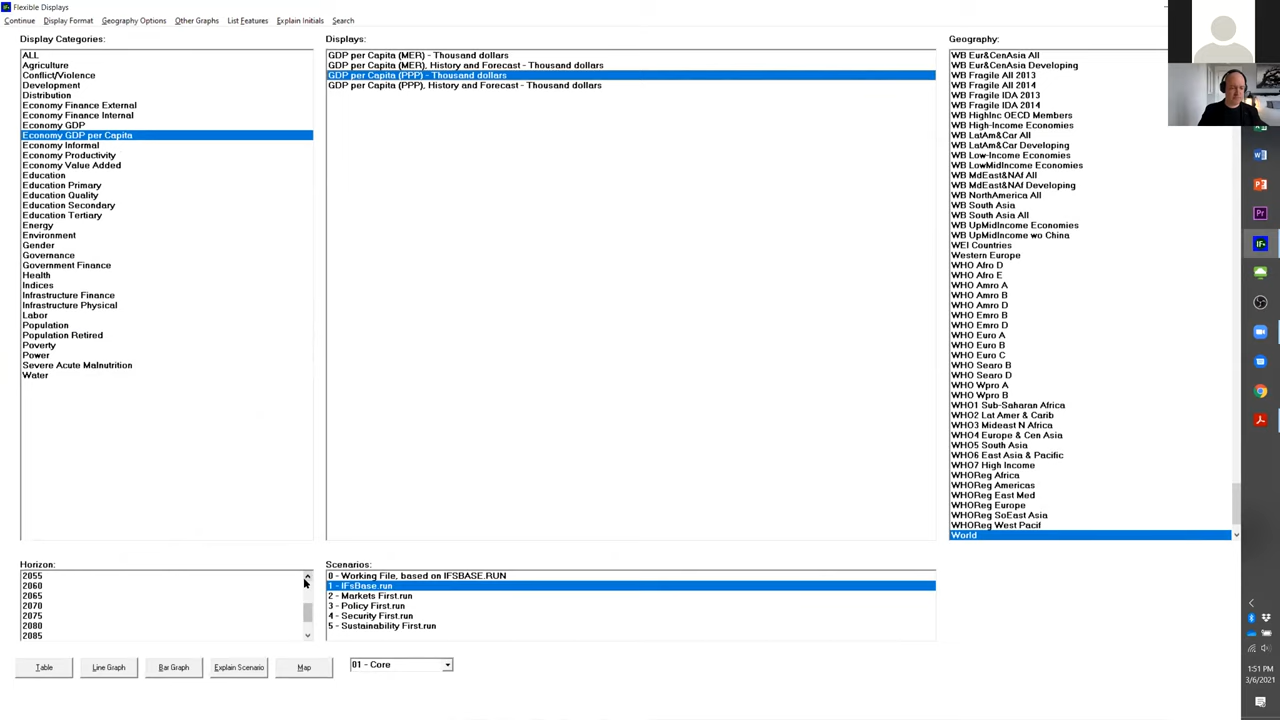 Flexible Displays
Continue Display Format Geography Options Other Graphs List Features Explain Initials Search
Display Categories:
ALL
Agriculture
Conflict/Violence
Development
Distribution
Economy Finance External
Economy Finance Internal
Economy GDP
Economy GDP per Capita
Economy Informal
Economy Productivity
Economy Value Added
Education
Education Primary
Education Quality
Education Secondary
Education Tertiary
Energy
Environment
Gender
Governance
Government Finance
Health
Indices
Infrastructure Finance
Infrastructure Physical
Labor
Population
Population Retired
Poverty
Power
Severe Acute Malnutrition
Water
Displays:
GDP per Capita (MER) - Thousand dollars
GDP per Capita (MER), History and Forecast - Thousand dollars
GDP per Capita (PPP) - Thousand dollars
GDP per Capita (PPP), History and Forecast - Thousand dollars
Geography:
WB Eur&CenAsia All
WB Eur&CenAsia Developing
WB Fragile All 2013
WB Fragile All 2014
WB Fragile IDA 2013
WB Fragile IDA 2014
WB HighInc OECD Members
WB High-Income Economies
WB LatAm&Car All
WB LatAm&Car Developing
WB Low-Income Economies
WB LowMidIncome Economies
WB MdEast&NAf All
WB MdEast&NAf Developing
WB NorthAmerica All
WB South Asia
WB South Asia All
WB UpMidIncome Economies
WB UpMidIncome wo China
WEI Countries
Western Europe
WHO Afro D
WHO Afro E
WHO Amro A
WHO Amro B
WHO Amro D
WHO Emro B
WHO Emro D
WHO Euro A
WHO Euro B
WHO Euro C
WHO Searo B
WHO Searo D
WHO Wpro A
WHO Wpro B
WHO1 Sub-Saharan Africa
WHO2 Lat Amer & Carib
WHO3 Mideast N Africa
WHO4 Europe & Cen Asia
WHO5 South Asia
WHO6 East Asia & Pacific
WHO7 High Income
WHOReg Africa
WHOReg Americas
WHOReg East Med
WHOReg Europe
WHOReg SoEast Asia
WHOReg West Pacif
World
Horizon:
2055
2060
2065
2070
2075
2080
2085
Scenarios:
0 - Working File, based on IFSBASE.RUN
1 - IFsBase.run
2 - Markets First.run
3 - Policy First.run
4 - Security First.run
5 - Sustainability First.run
Table Line Graph Bar Graph Explain Scenario Map
01 - Core
1:51 PM
3/6/2021